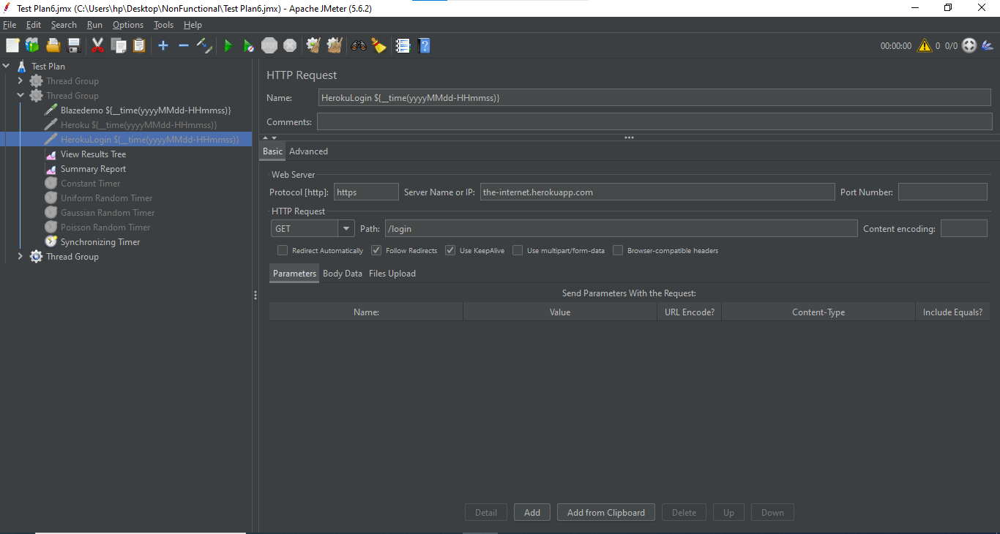 Test Plan6.jmx (C:\Users\hp\Desktop\NonFunctional\Test Plan6.jmx) - Apache JMeter (5.6.2)
File Edit Search Run Options Tools Help
STOP
00:00:00 0 0/0
Test Plan
Thread Group
Thread Group
Blazedemo ${__time(yyyyMMdd-HHmmss)}
Heroku ${__time(yyyyMMdd-HHmmss)}
HerokuLogin ${__time(yyyyMMdd-HHmmss)}
View Results Tree
Summary Report
Constant Timer
Uniform Random Timer
Gaussian Random Timer
Poisson Random Timer
Synchronizing Timer
Thread Group
HTTP Request
Name: HerokuLogin ${__time(yyyyMMdd-HHmmss)}
Comments:
Basic Advanced
Web Server
Protocol [http]: https Server Name or IP: the-internet.herokuapp.com Port Number:
HTTP Request
GET Path: /login Content encoding:
Redirect Automatically Follow Redirects Use KeepAlive Use multipart/form-data Browser-compatible headers
Parameters Body Data Files Upload
Send Parameters With the Request:
Name: Value URL Encode? Content-Type Include Equals?
Detail Add Add from Clipboard Delete Up Down